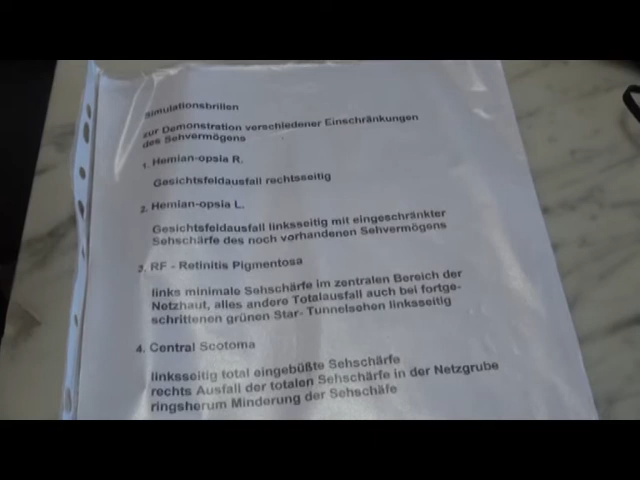 Simulationsbrillen
zur Demonstration verschiedener Einschränkungen
des Sehvermögens
1. Hemian-opsia R.
Gesichtsfeldausfall rechtsseitig
2. Hemian-opsia L.
Gesichtsfeldausfall linksseitig mit eingeschränkter
Sehschärfe des noch vorhandenen Sehvermögens
3. RF - Retinitis Pigmentosa
links minimale Sehschärfe im zentralen Bereich der
Netzhaut, alles andere Totalausfall auch bei fortge-
schrittenen grünen Star- Tunnelsehen linksseitig
4. Central Scotoma
linksseitig total eingebüßte Sehschärfe
rechts Ausfall der totalen Sehschärfe in der Netzgrube
ringsherum Minderung der Sehschäfe